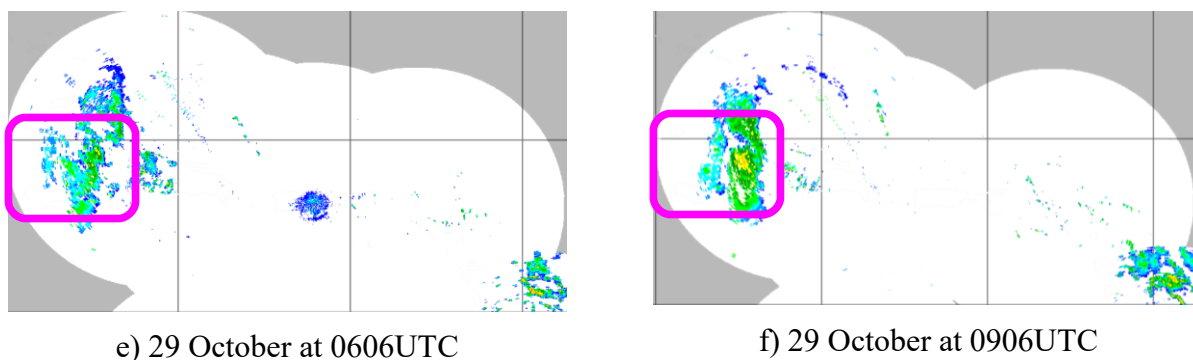 e) 29 October at 0606UTC
f) 29 October at 0906UTC